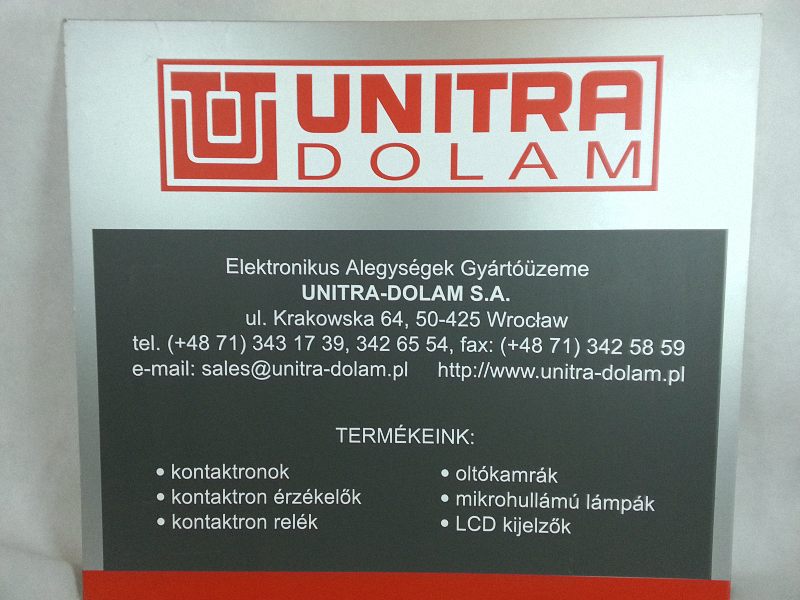 UNITRA
DOLAM
Elektronikus Alegységek Gyártóüzeme
UNITRA-DOLAM S.A.
ul. Krakowska 64, 50-425 Wrocław
tel. (+48 71) 343 17 39, 342 65 54, fax: (+48 71) 342 58 59
e-mail: sales@unitra-dolam.pl http://www.unitra-dolam.pl
TERMÉKEINK:
• kontaktronok
• kontaktron érzékelők
• kontaktron relék
• oltókamrák
• mikrohullámú lámpák
• LCD kijelzők